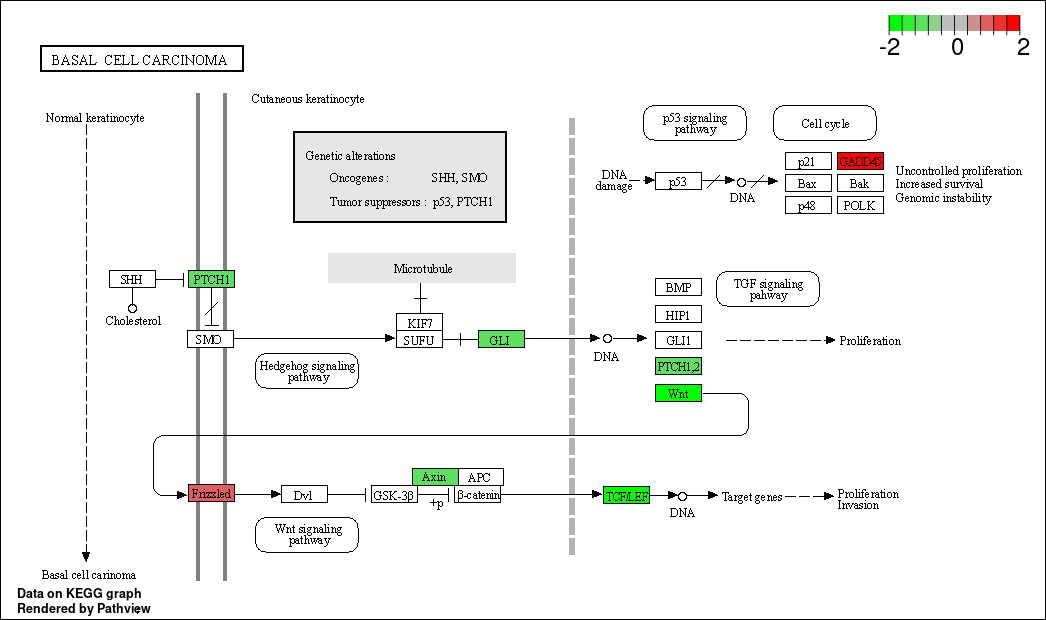 -2 0 2
BASAL CELL CARCINOMA
Cutaneous keratinocyte
Normal keratinocyte
p53 signaling
pathway
Cell cycle
Genetic alterations
Oncogenes : SHH, SMO
Tumor suppressors : p53, PTCH1
DNA
damage
p53
DNA
p21 GADD45
Bax Bak
p48 POLK
Uncontrolled proliferation
Increased survival
Genomic instability
SHH
PTCH1
Cholesterol
SMO
Microtubule
KIF7
SUFU
GLI
DNA
Hedgehog signaling
pathway
BMP
HIP1
GLI1
PTCH1,2
Wnt
TGF signaling
pahway
Proliferation
Frizzled
Dvl
GSK-3β
Axin
APC
β-catenin
+p
TCF/LEF
DNA
Target genes
Proliferation
Invasion
Wnt signaling
pathway
Basal cell carinoma
Data on KEGG graph
Rendered by Pathview